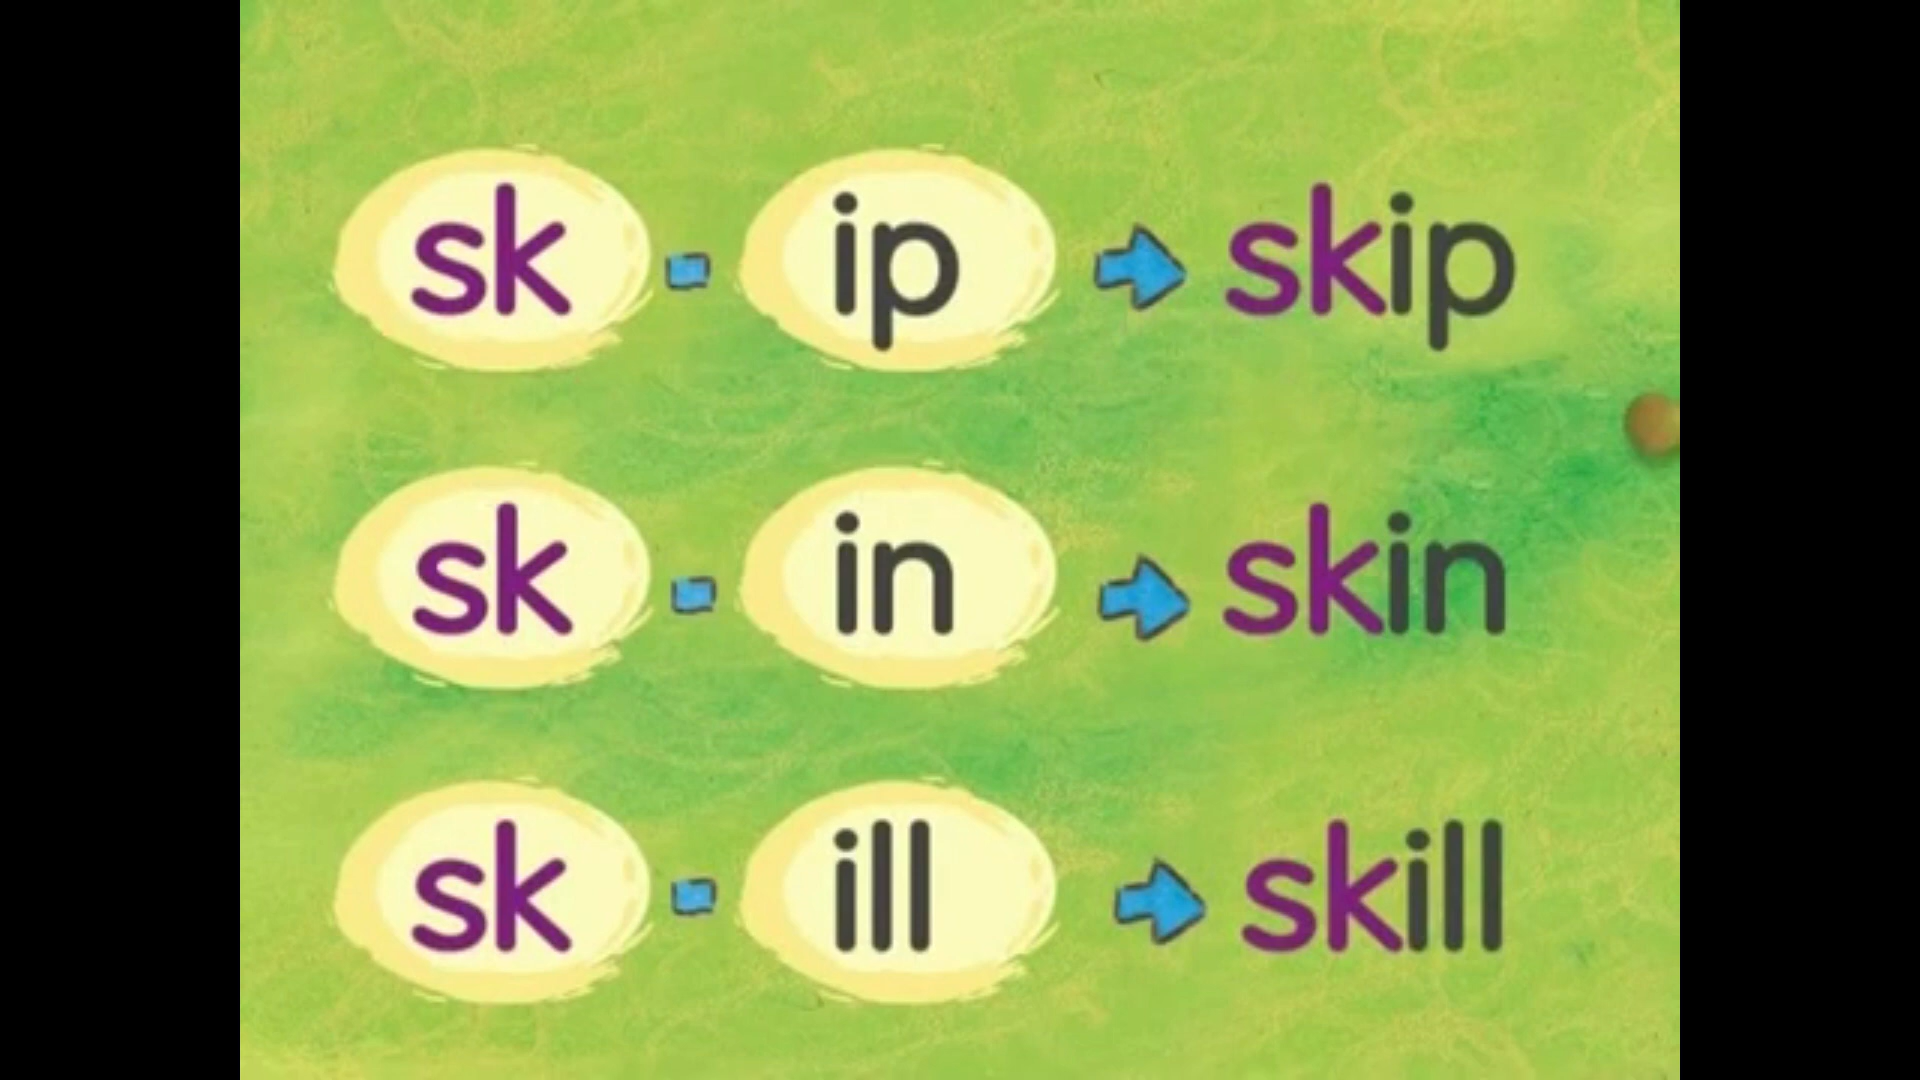 sk - ip → skip
sk - in → skin
sk - ill → skill